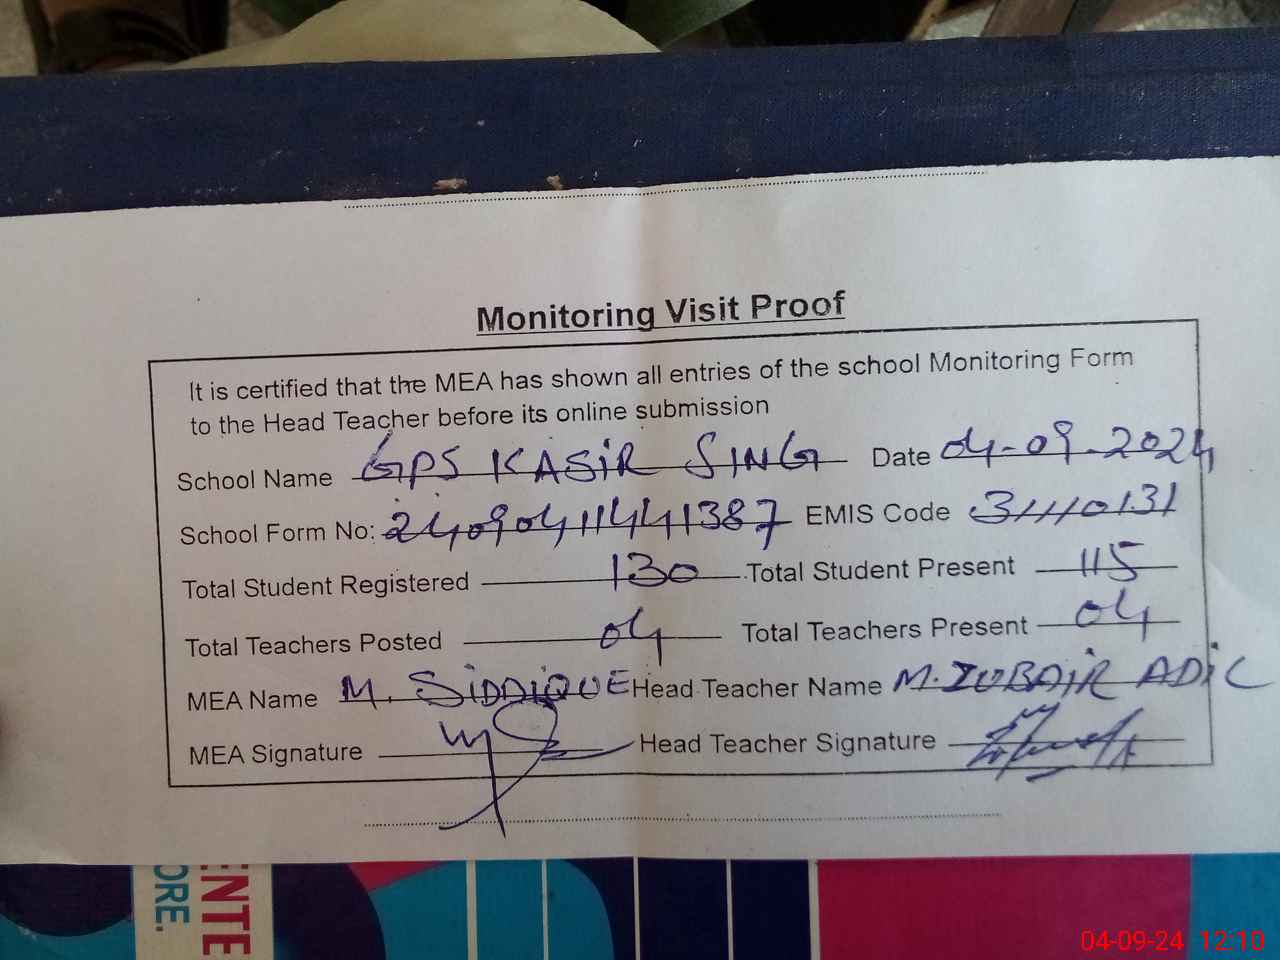 Monitoring Visit Proof
It is certified that the MEA has shown all entries of the school Monitoring Form
to the Head Teacher before its online submission
School Name GPS KASIR SING Date 04-09-2024
School Form No: 24090411441387 EMIS Code 31110131
Total Student Registered 130 Total Student Present 115
Total Teachers Posted 04 Total Teachers Present 04
MEA Name M. SIDDIQUE Head Teacher Name M. ZUBAIR ADIL
MEA Signature Head Teacher Signature
ENTE
ORE.
04-09-24 12:10